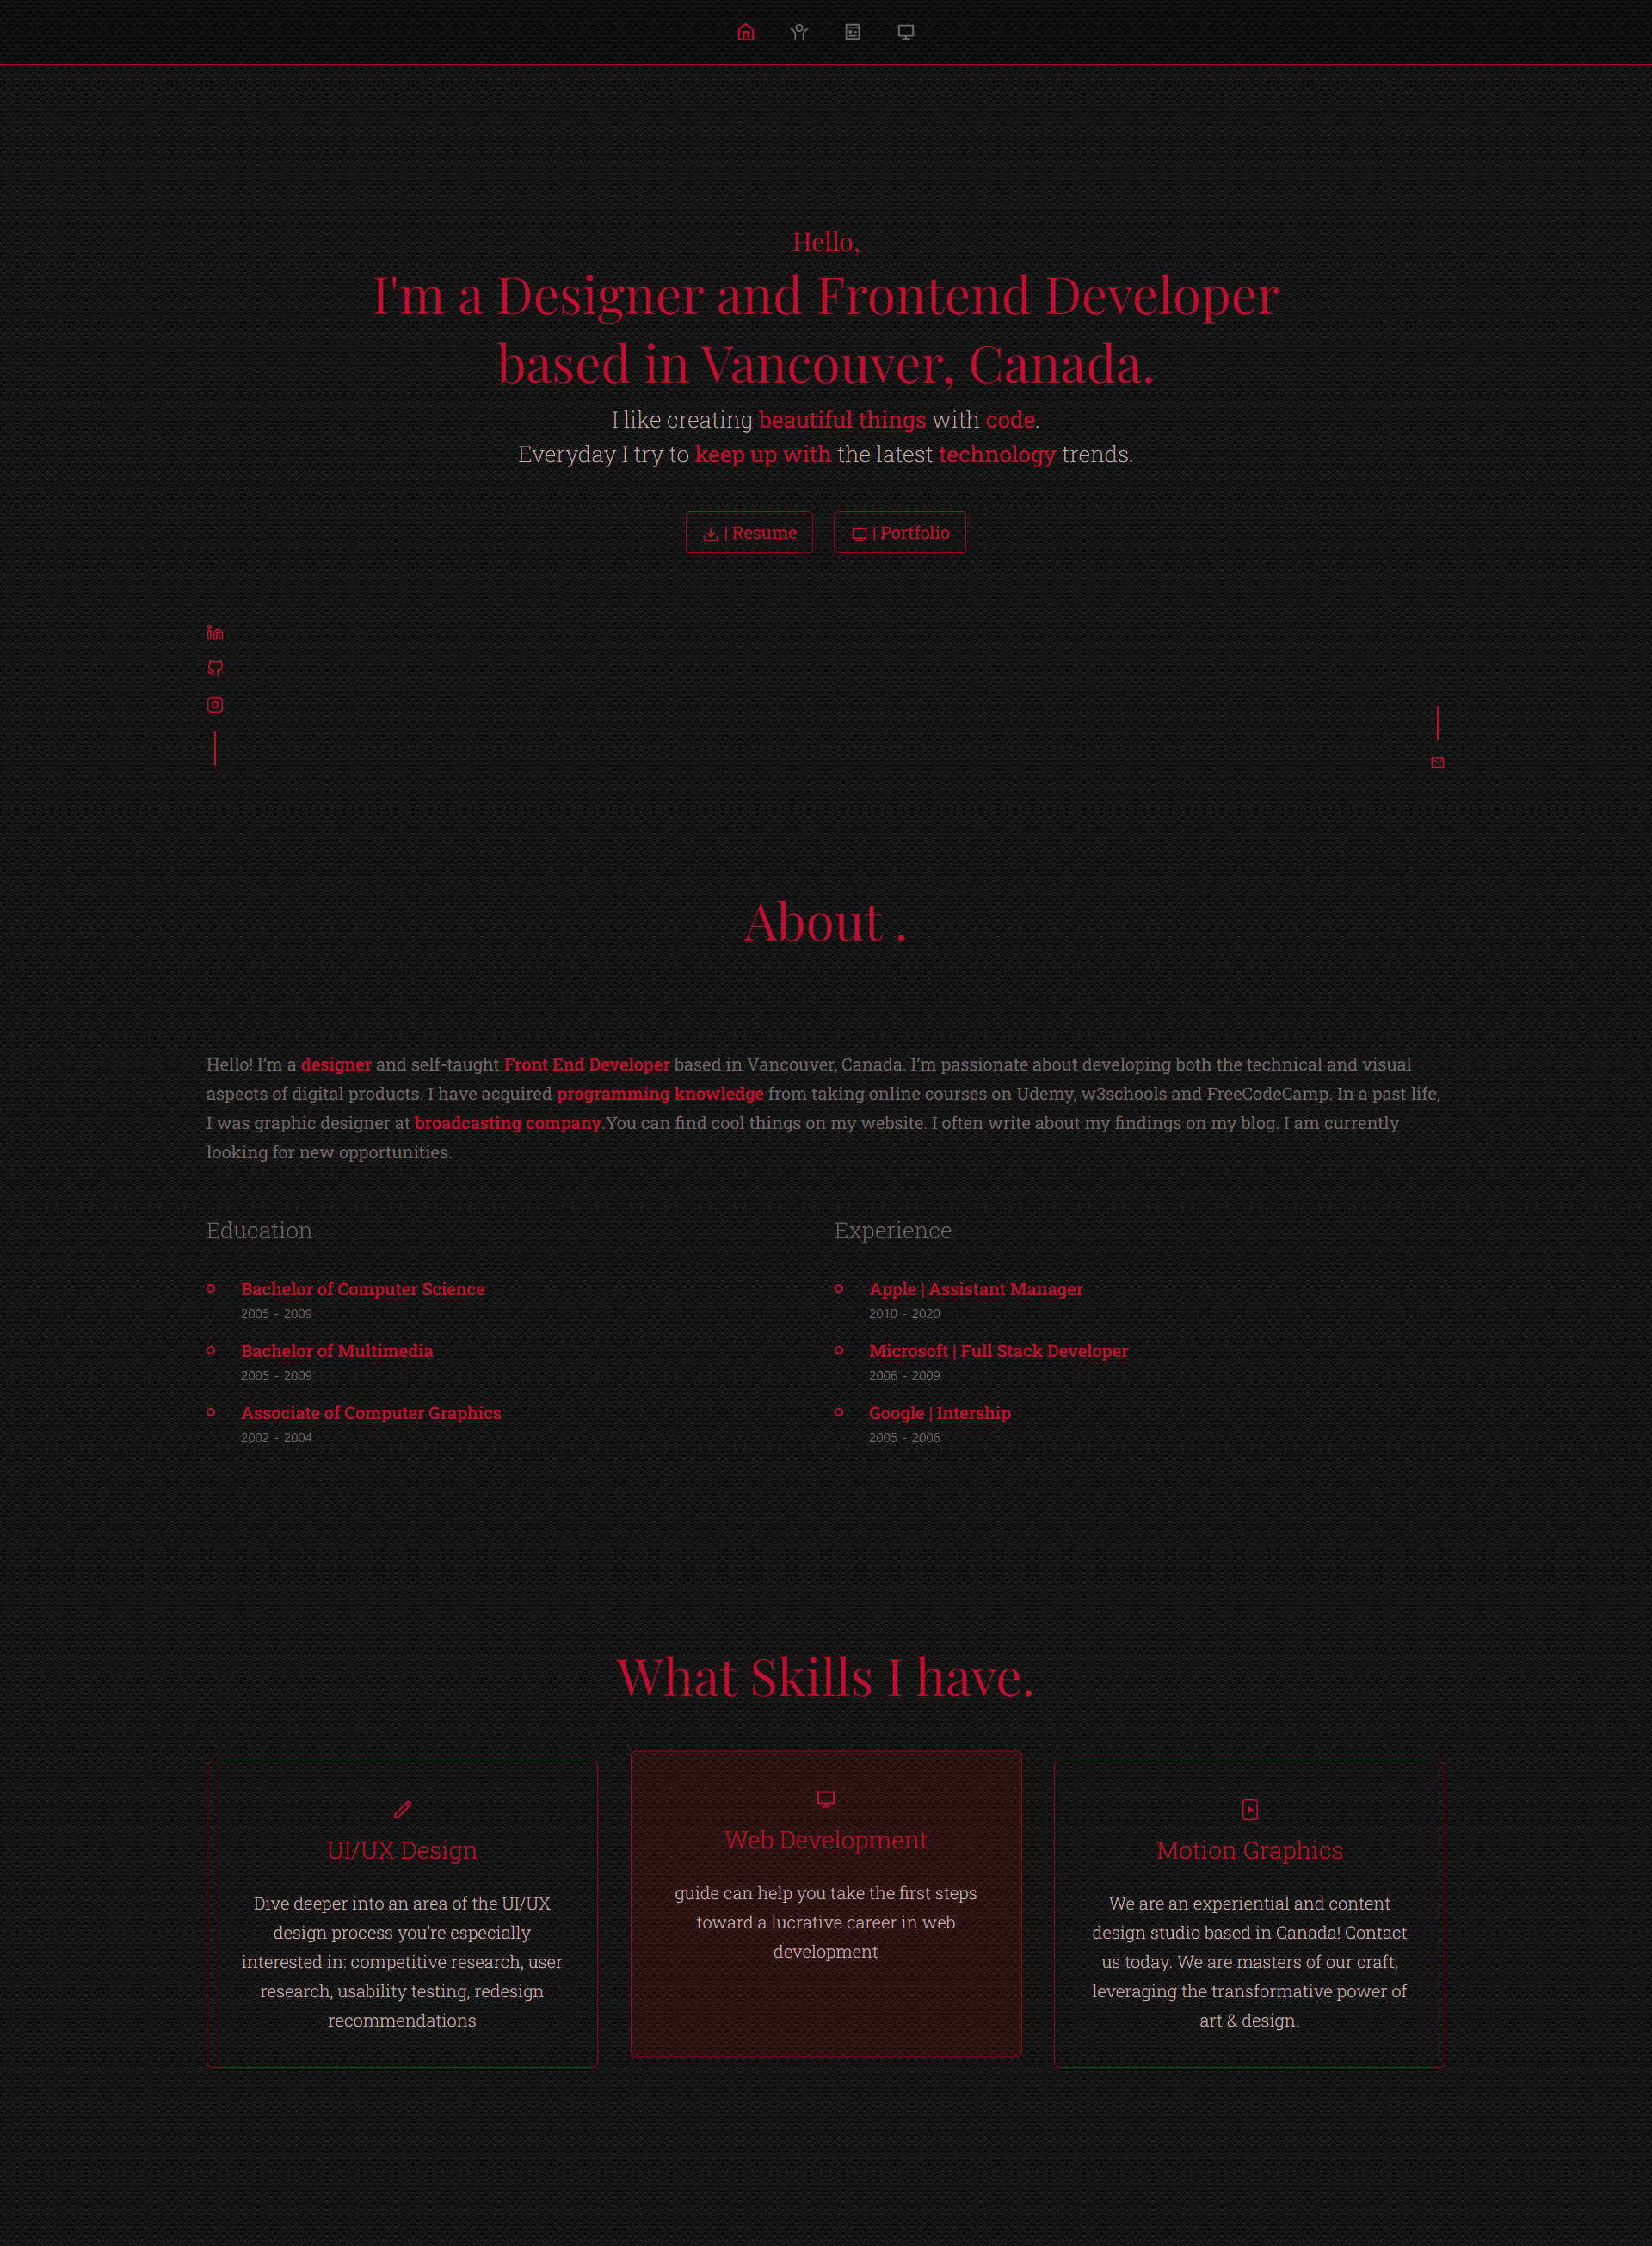 Hello,
I'm a Designer and Frontend Developer
based in Vancouver, Canada.
I like creating beautiful things with code.
Everyday I try to keep up with the latest technology trends.
| Resume
| Portfolio
About .
Hello! I’m a designer and self-taught Front End Developer based in Vancouver, Canada. I’m passionate about developing both the technical and visual
aspects of digital products. I have acquired programming knowledge from taking online courses on Udemy, w3schools and FreeCodeCamp. In a past life,
I was graphic designer at broadcasting company.You can find cool things on my website. I often write about my findings on my blog. I am currently
looking for new opportunities.
Education
Bachelor of Computer Science
2005 - 2009
Bachelor of Multimedia
2005 - 2009
Associate of Computer Graphics
2002 - 2004
Experience
Apple | Assistant Manager
2010 - 2020
Microsoft | Full Stack Developer
2006 - 2009
Google | Intership
2005 - 2006
What Skills I have.
UI/UX Design
Dive deeper into an area of the UI/UX
design process you’re especially
interested in: competitive research, user
research, usability testing, redesign
recommendations
Web Development
guide can help you take the first steps
toward a lucrative career in web
development
Motion Graphics
We are an experiential and content
design studio based in Canada! Contact
us today. We are masters of our craft,
leveraging the transformative power of
art & design.